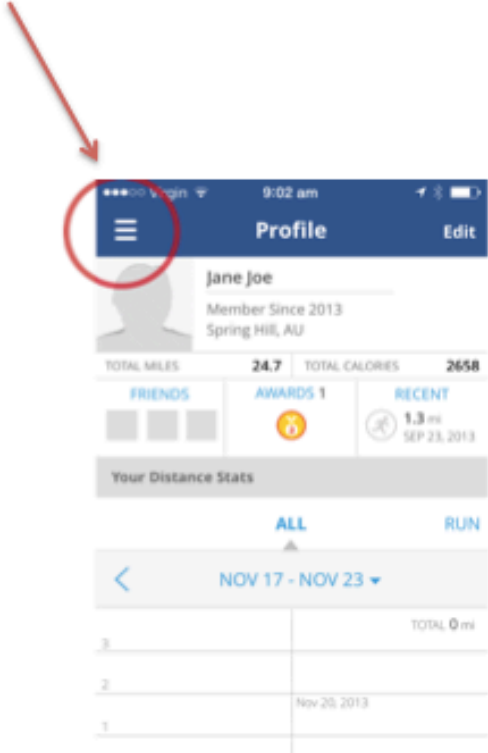 Virgin 9:02 am
Profile Edit
Jane Joe
Member Since 2013
Spring Hill, AU
TOTAL MILES 24.7 TOTAL CALORIES 2658
FRIENDS AWARDS 1 RECENT
1.3 mi
SEP 23, 2013
Your Distance Stats
ALL RUN
NOV 17 - NOV 23
TOTAL 0 mi
3
2
Nov 20, 2013
1